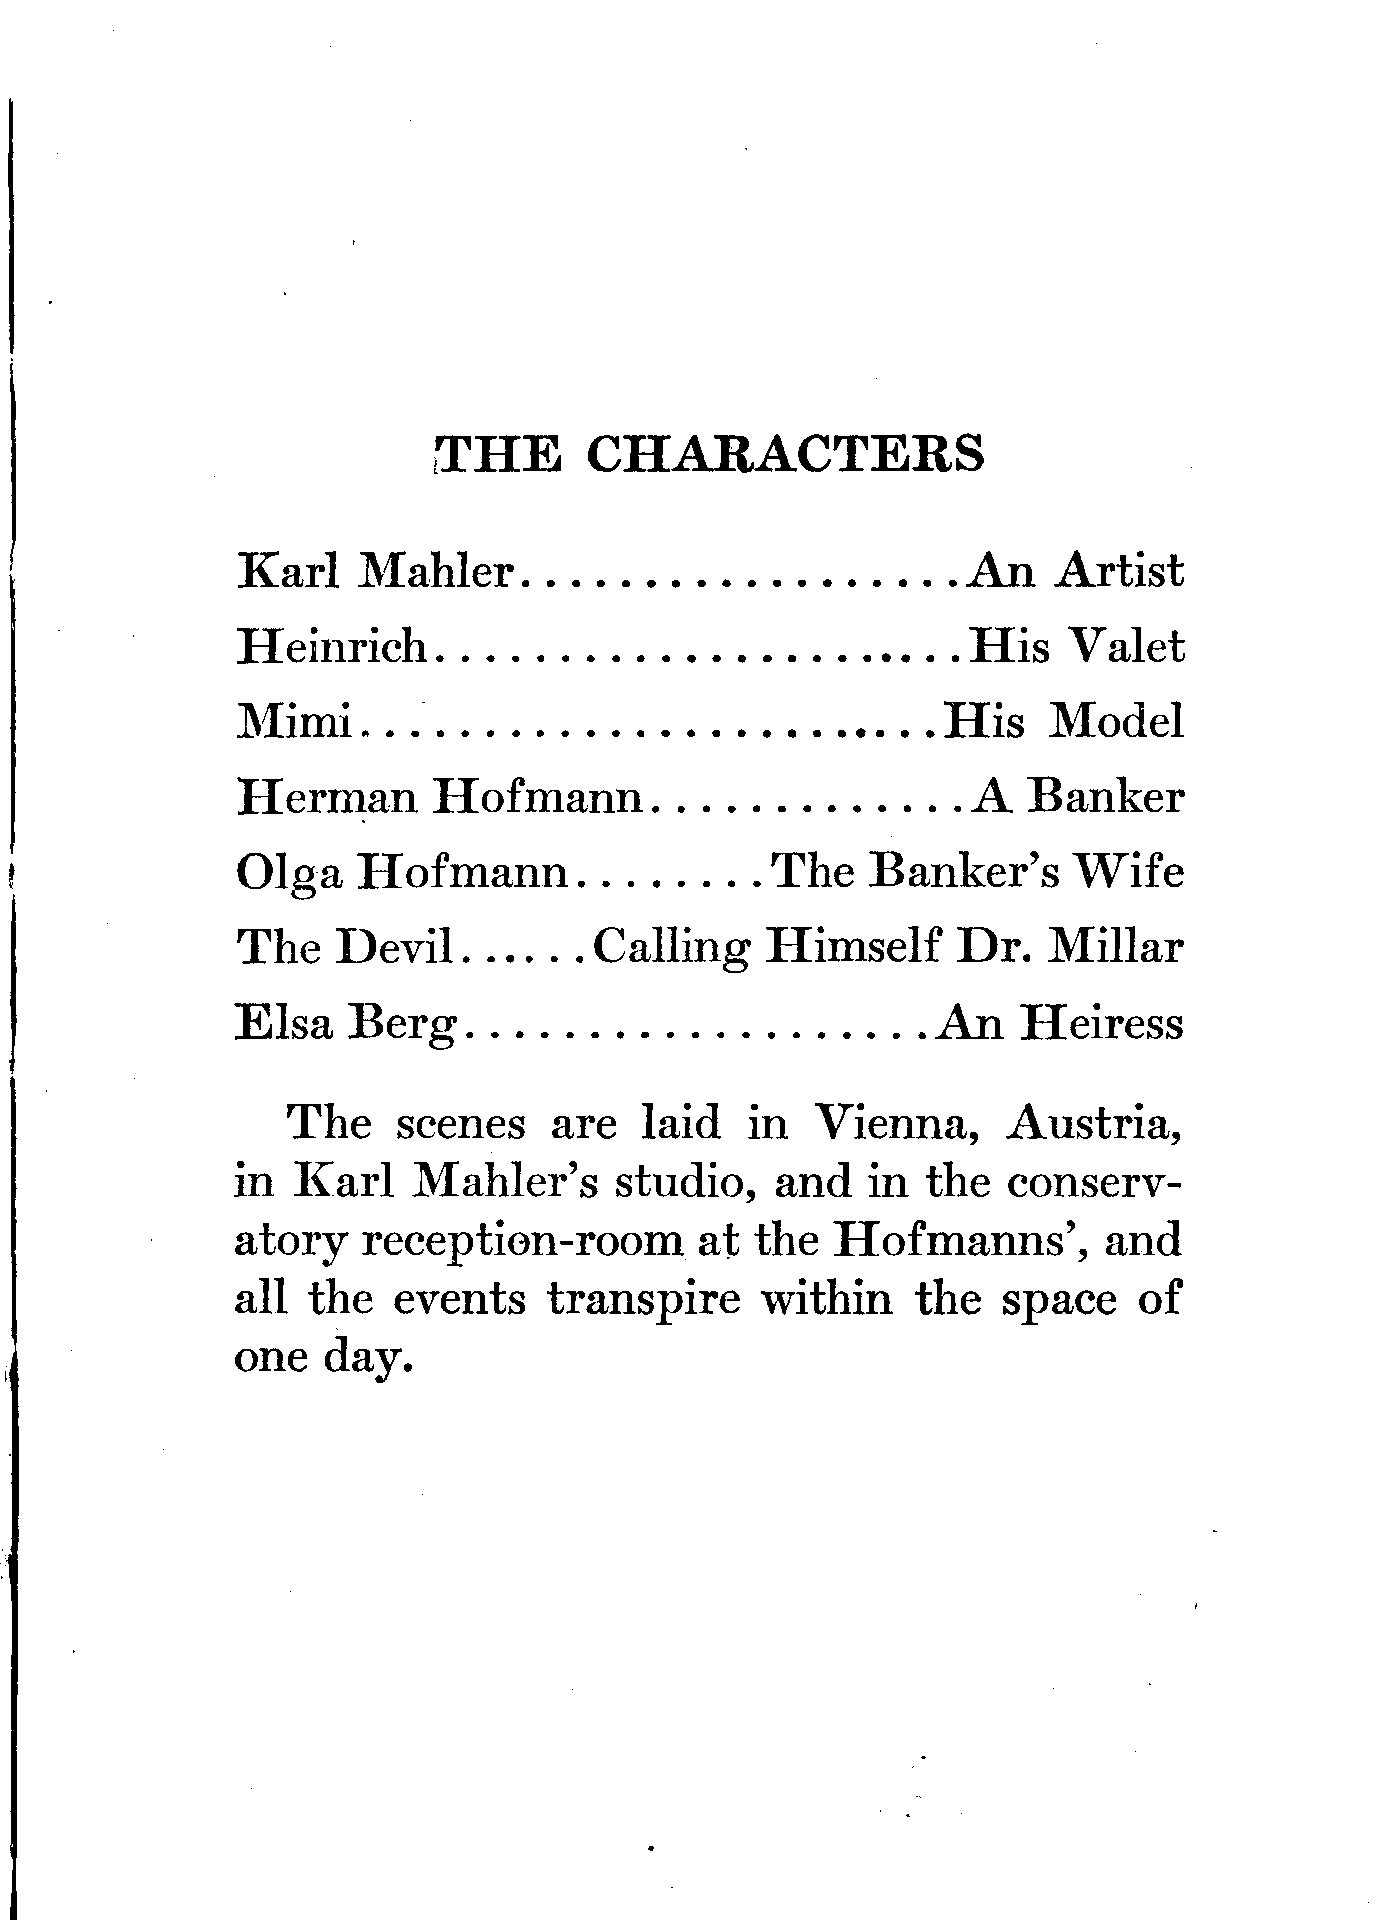 THE CHARACTERS
Karl Mahler..................An Artist
Heinrich......................His Valet
Mimi........................His Model
Herman Hofmann.............A Banker
Olga Hofmann........The Banker's Wife
The Devil......Calling Himself Dr. Millar
Elsa Berg...................An Heiress
The scenes are laid in Vienna, Austria,
in Karl Mahler's studio, and in the conserv-
atory reception-room at the Hofmanns', and
all the events transpire within the space of
one day.